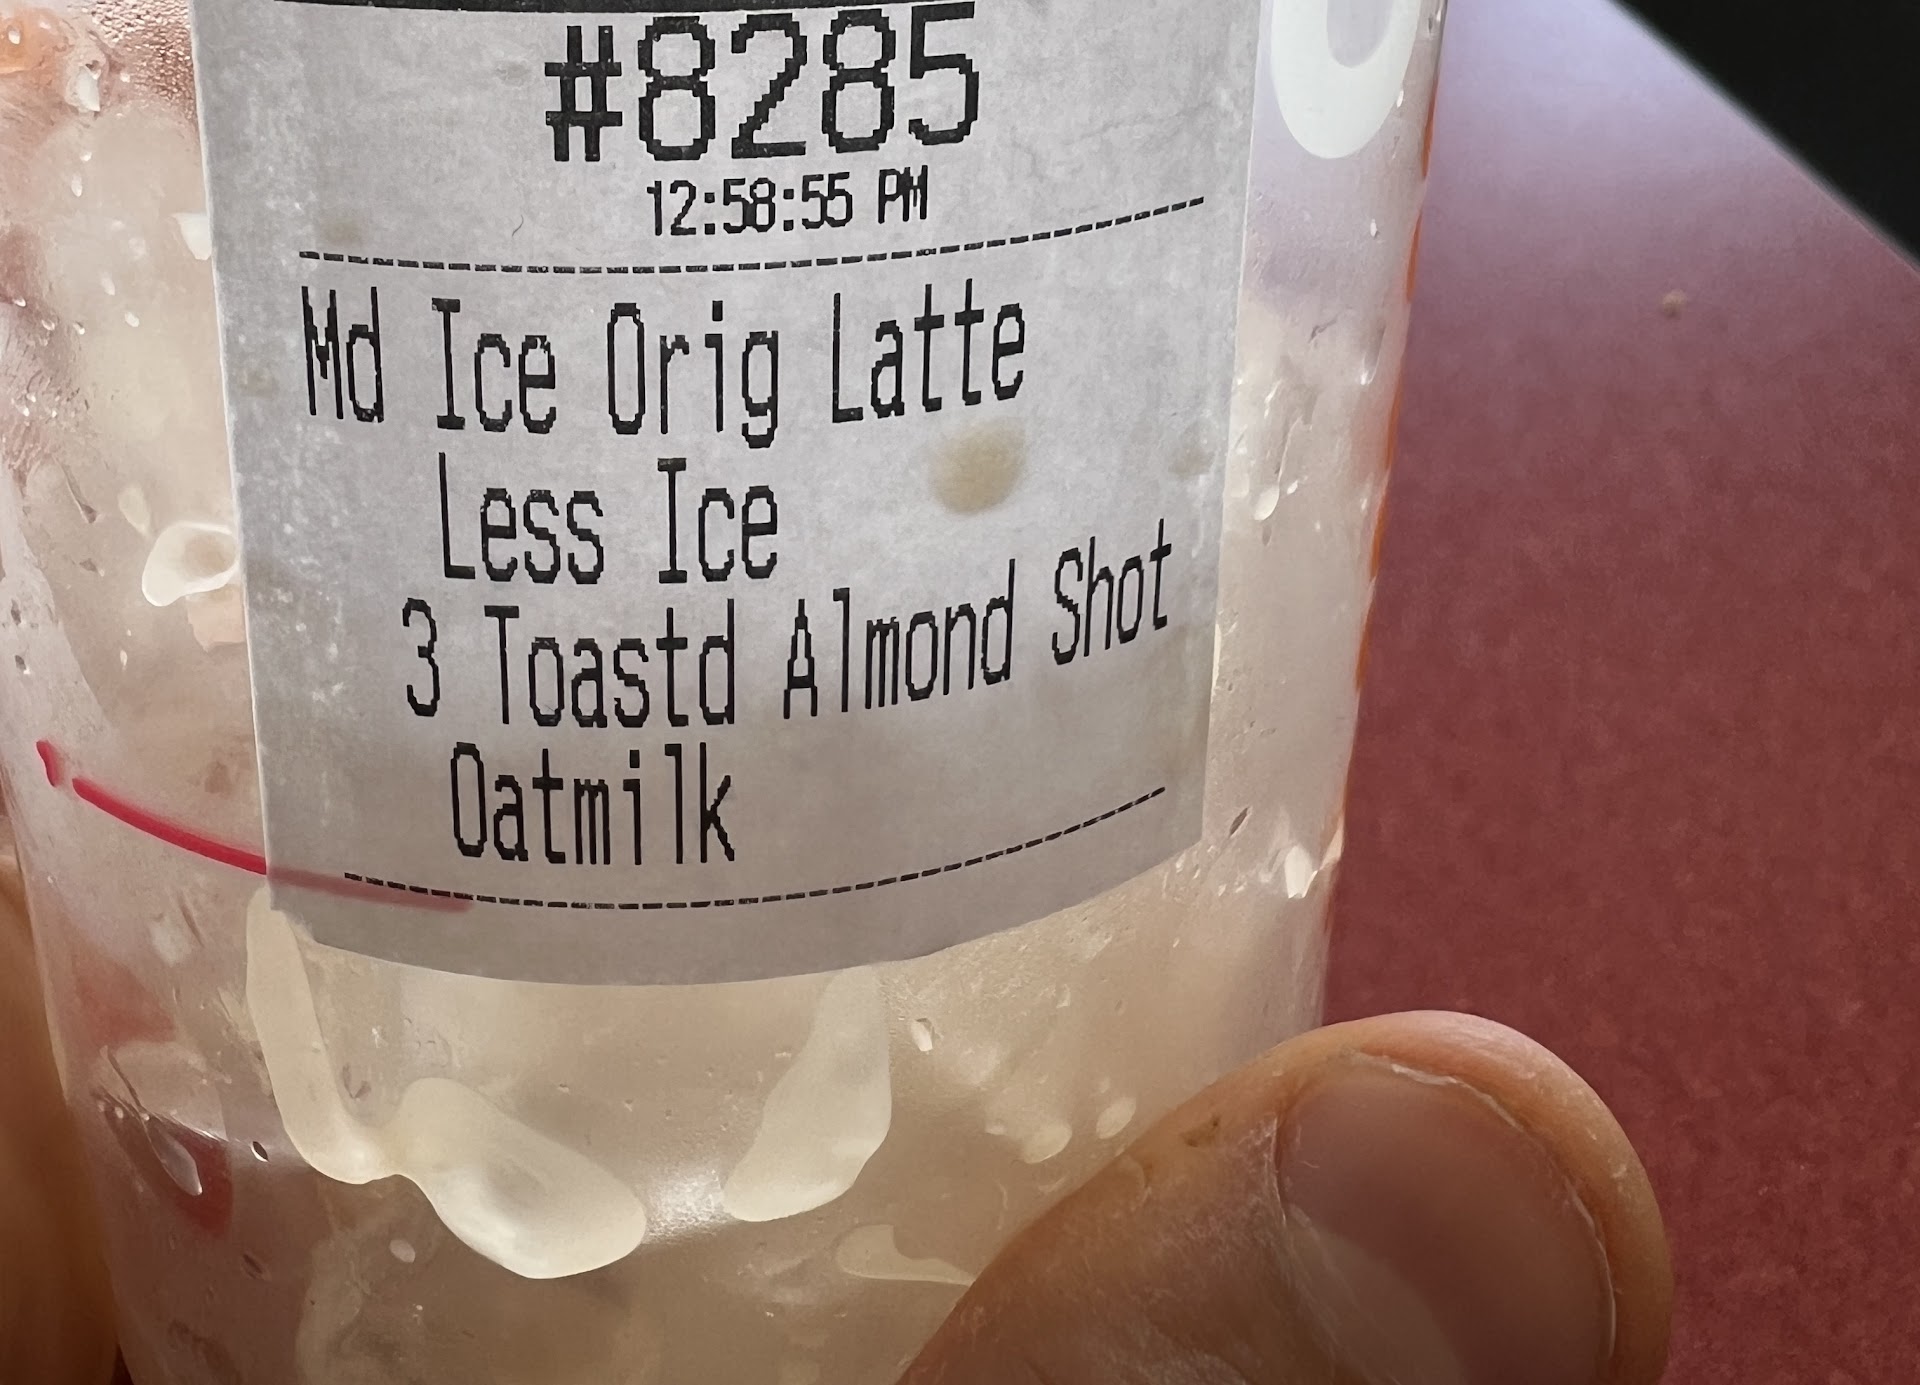 #8285
12:58:55 PM
Md Ice Orig Latte
Less Ice
3 Toastd Almond Shot
Oatmilk